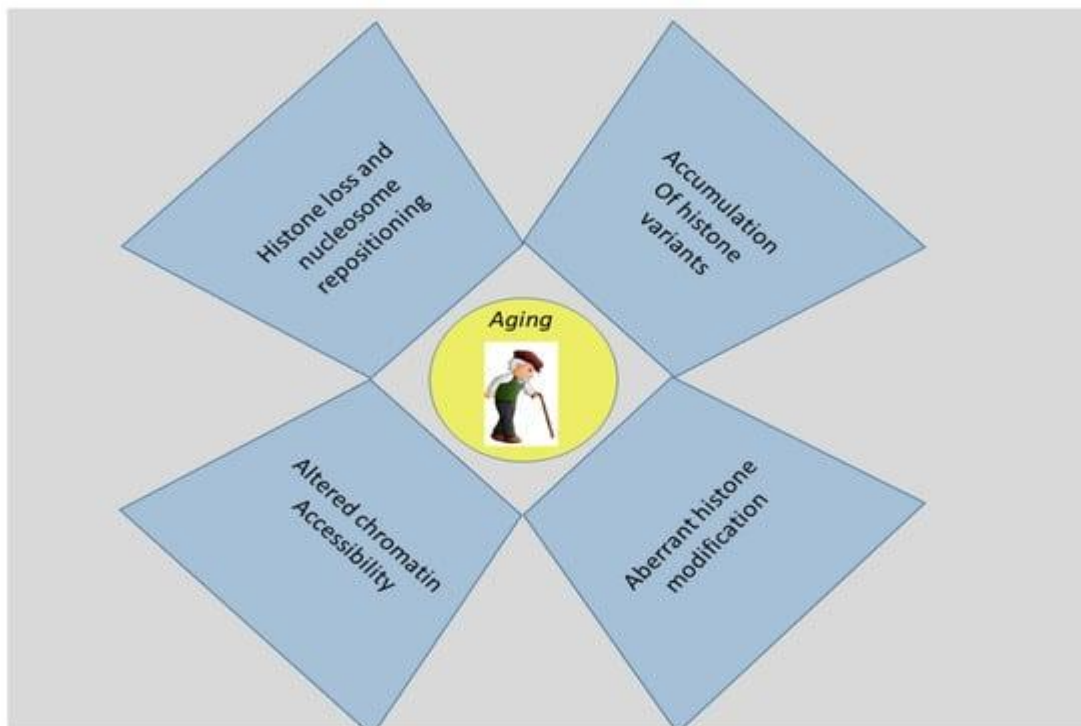 Histone loss and
nucleosome
repositioning
Accumulation
Of histone
variants
Aging
Altered chromatin
Accessibility
Aberrant histone
modification